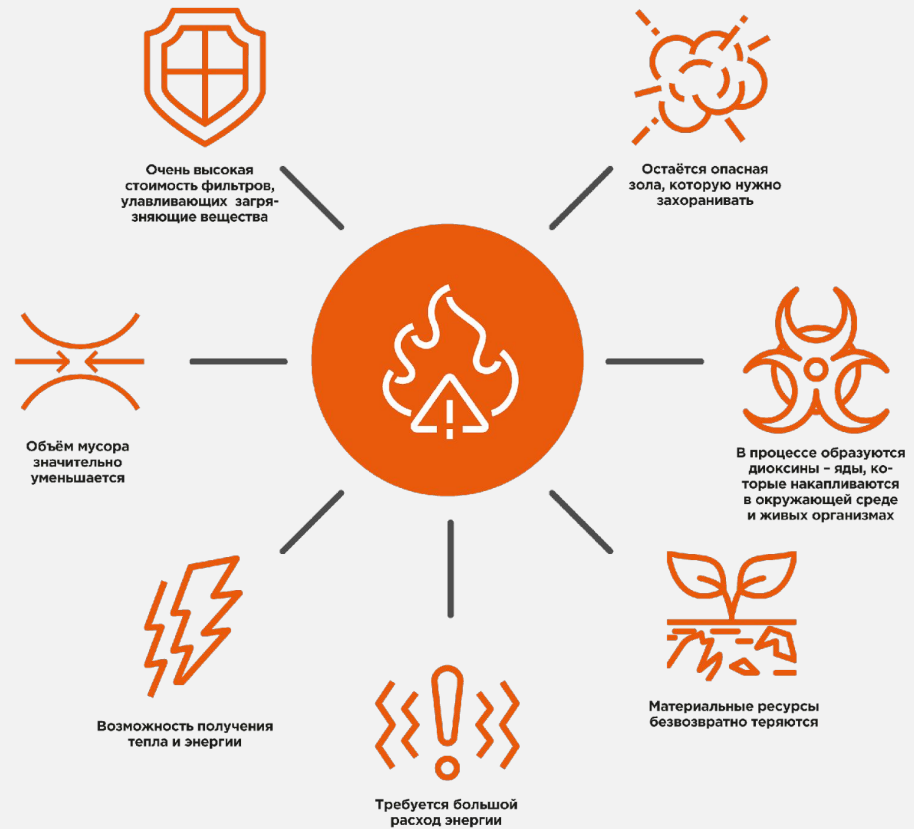 Очень высокая
стоимость фильтров,
улавливающих загря-
зняющие вещества
Остаётся опасная
зола, которую нужно
захоранивать
Объём мусора
значительно
уменьшается
В процессе образуются
диоксины – яды, ко-
торые накапливаются
в окружающей среде
и живых организмах
Возможность получения
тепла и энергии
Материальные ресурсы
безвозвратно теряются
Требуется большой
расход энергии